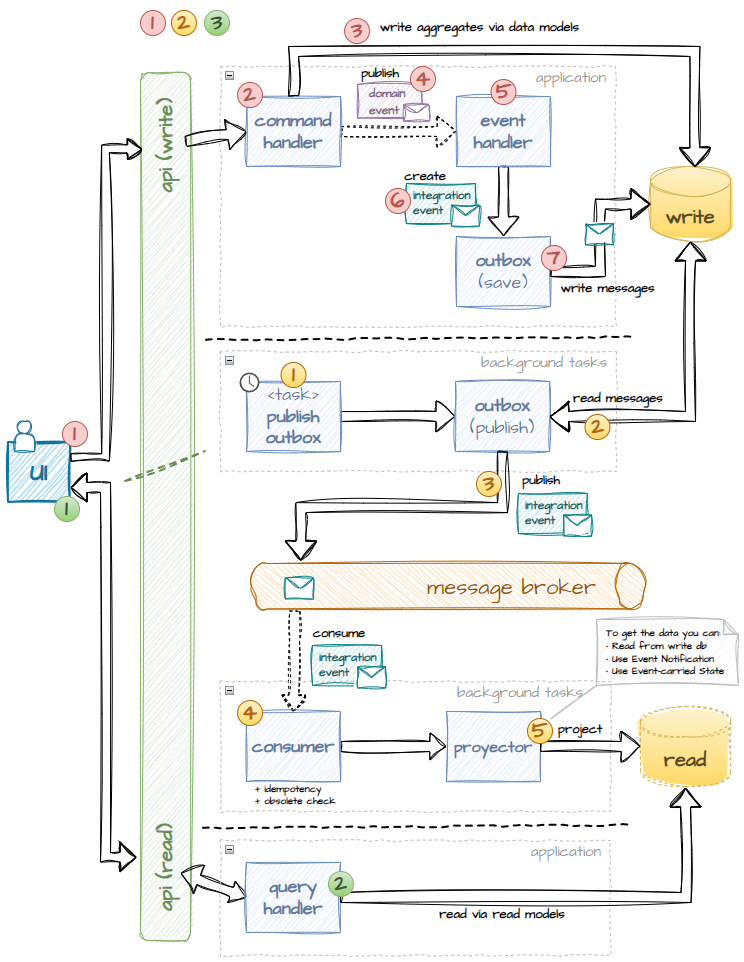 1 2 3
3 write aggregates via data models
application
publish
4
domain
event
2
command
handler
5
event
handler
api (write)
create
6
integration
event
write
outbox
(save)
7
write messages
background tasks
1
<task>
publish
outbox
outbox
(publish)
read messages
2
1
UI
1
3
publish
integration
event
message broker
consume
integration
event
To get the data you can:
- Read from write db
- Use Event Notification
- Use Event-carried State
background tasks
4
consumer
proyector
5
project
read
+ idempotency
+ obsolete check
api (read)
application
query
handler
2
read via read models